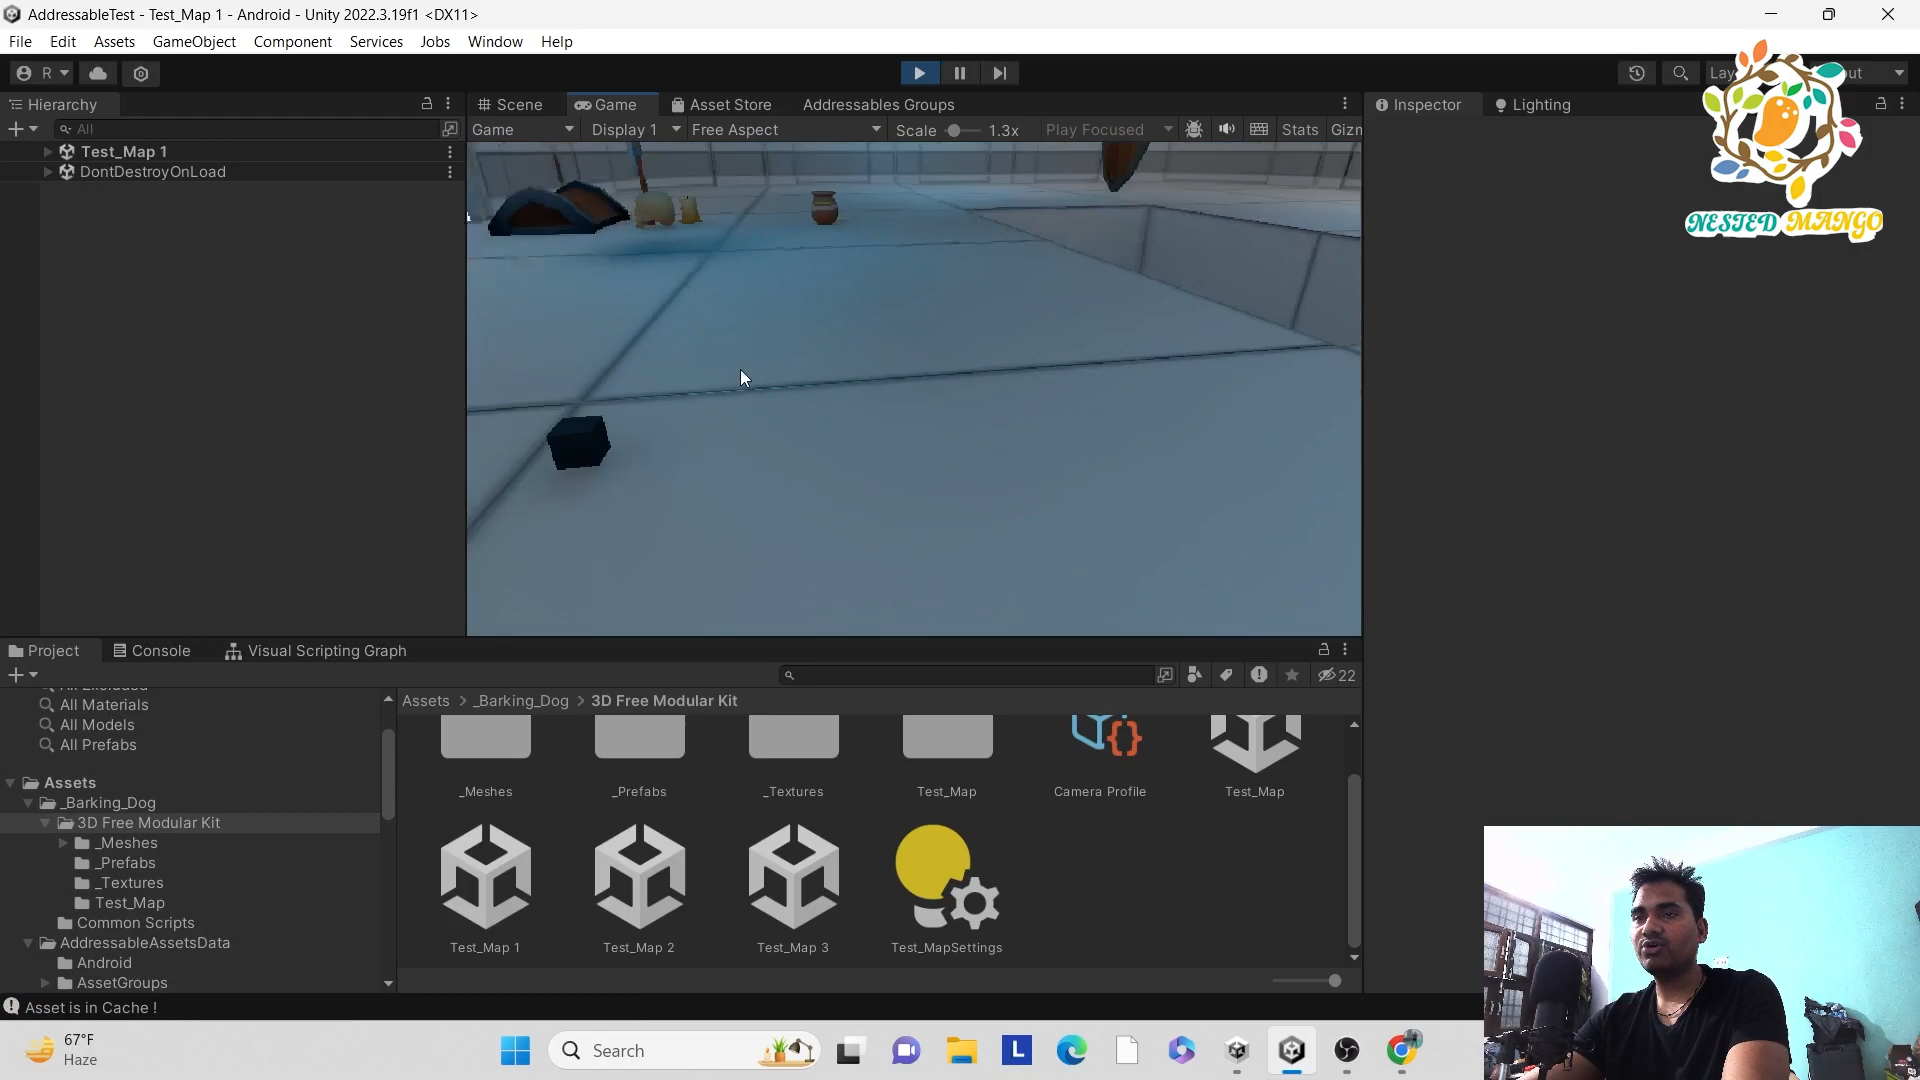 AddressableTest - Test_Map 1 - Android - Unity 2022.3.19f1 <DX11>
File Edit Assets GameObject Component Services Jobs Window Help
R Lay ut
Hierarchy Scene Game Asset Store Addressables Groups Inspector Lighting
All Game Display 1 Free Aspect Scale 1.3x Play Focused Stats Gizm
Test_Map 1
DontDestroyOnLoad
NESTED MANGO
Project Console Visual Scripting Graph
22
All Materials
All Models
All Prefabs
Assets
_Barking_Dog
3D Free Modular Kit
_Meshes
_Prefabs
_Textures
Test_Map
Common Scripts
AddressableAssetsData
Android
AssetGroups
Assets > _Barking_Dog > 3D Free Modular Kit
_Meshes _Prefabs _Textures Test_Map Camera Profile Test_Map
Test_Map 1 Test_Map 2 Test_Map 3 Test_MapSettings
Asset is in Cache !
67°F
Haze
Search
L